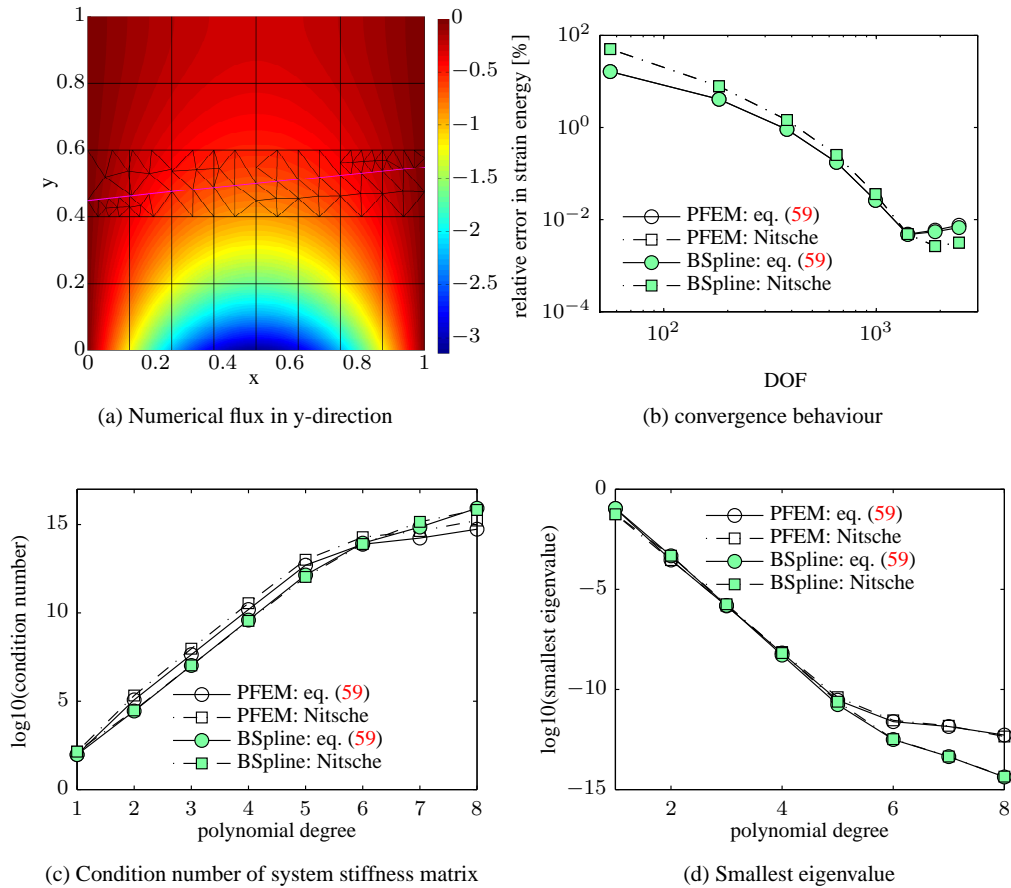 1
0.8
0.6
y
0.4
0.2
0
0
0.2
0.4
0.6
0.8
1
x
0
−0.5
−1
−1.5
−2
−2.5
−3
(a) Numerical flux in y-direction
relative error in strain energy [%]
10^2
10^0
10^−2
10^−4
10^2
10^3
DOF
PFEM: eq. (59)
PFEM: Nitsche
BSpline: eq. (59)
BSpline: Nitsche
(b) convergence behaviour
log10(condition number)
15
10
5
0
1
2
3
4
5
6
7
8
polynomial degree
PFEM: eq. (59)
PFEM: Nitsche
BSpline: eq. (59)
BSpline: Nitsche
(c) Condition number of system stiffness matrix
log10(smallest eigenvalue)
0
−5
−10
−15
2
4
6
8
polynomial degree
PFEM: eq. (59)
PFEM: Nitsche
BSpline: eq. (59)
BSpline: Nitsche
(d) Smallest eigenvalue